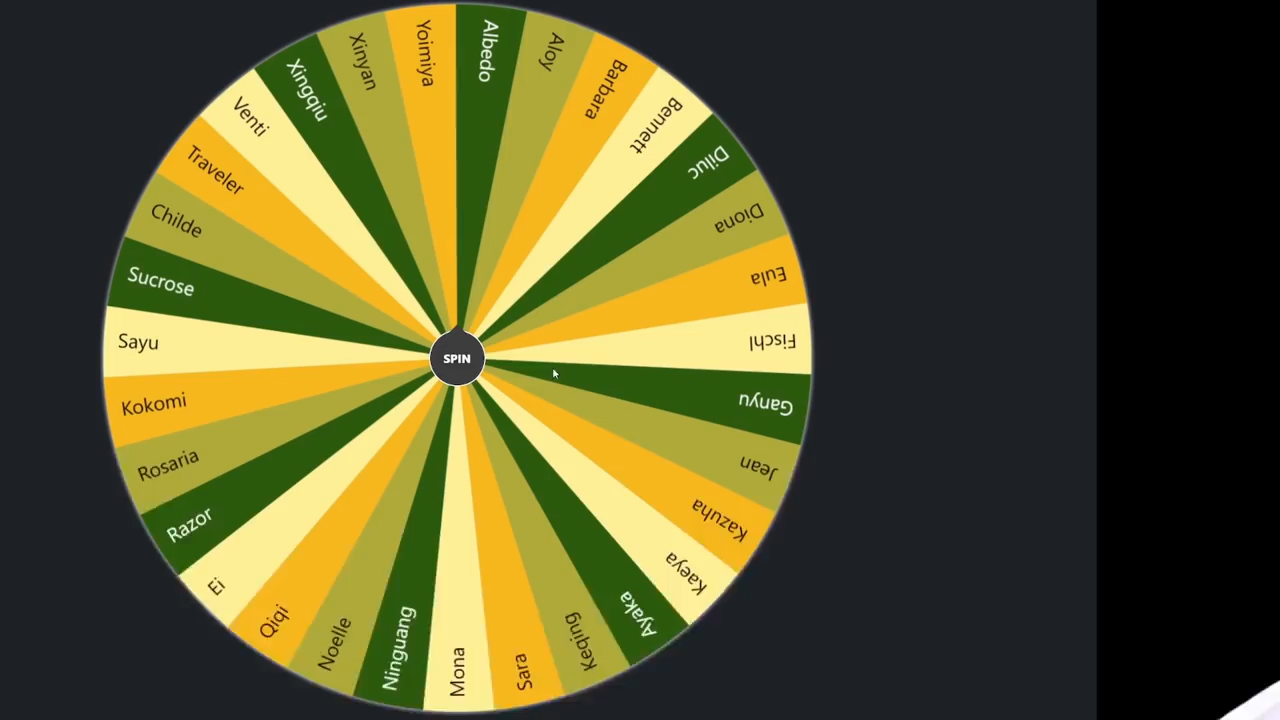 Albedo
Aloy
Barbara
Bennett
Diluc
Diona
Eula
Fischl
Ganyu
Jean
Kazuha
Kaeya
Ayaka
Keqing
Sara
Mona
Ninguang
Noelle
Qiqi
Ei
Razor
Rosaria
Kokomi
Sayu
Sucrose
Childe
Traveler
Venti
Xingqiu
Xinyan
Yoimiya
SPIN